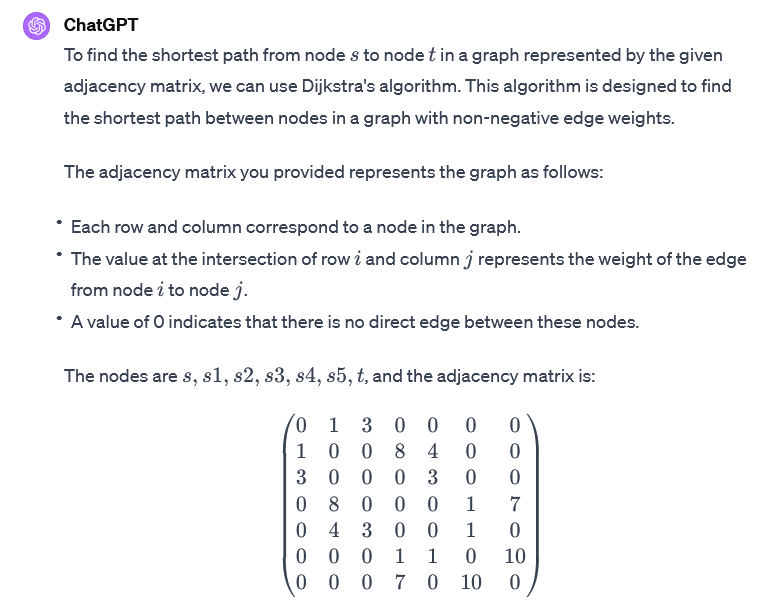 ChatGPT
To find the shortest path from node s to node t in a graph represented by the given
adjacency matrix, we can use Dijkstra's algorithm. This algorithm is designed to find
the shortest path between nodes in a graph with non-negative edge weights.
The adjacency matrix you provided represents the graph as follows:
• Each row and column correspond to a node in the graph.
• The value at the intersection of row i and column j represents the weight of the edge
from node i to node j.
• A value of 0 indicates that there is no direct edge between these nodes.
The nodes are s, s1, s2, s3, s4, s5, t, and the adjacency matrix is:
0 1 3 0 0 0 0
1 0 0 8 4 0 0
3 0 0 0 3 0 0
0 8 0 0 0 1 7
0 4 3 0 0 1 0
0 0 0 1 1 0 10
0 0 0 7 0 10 0